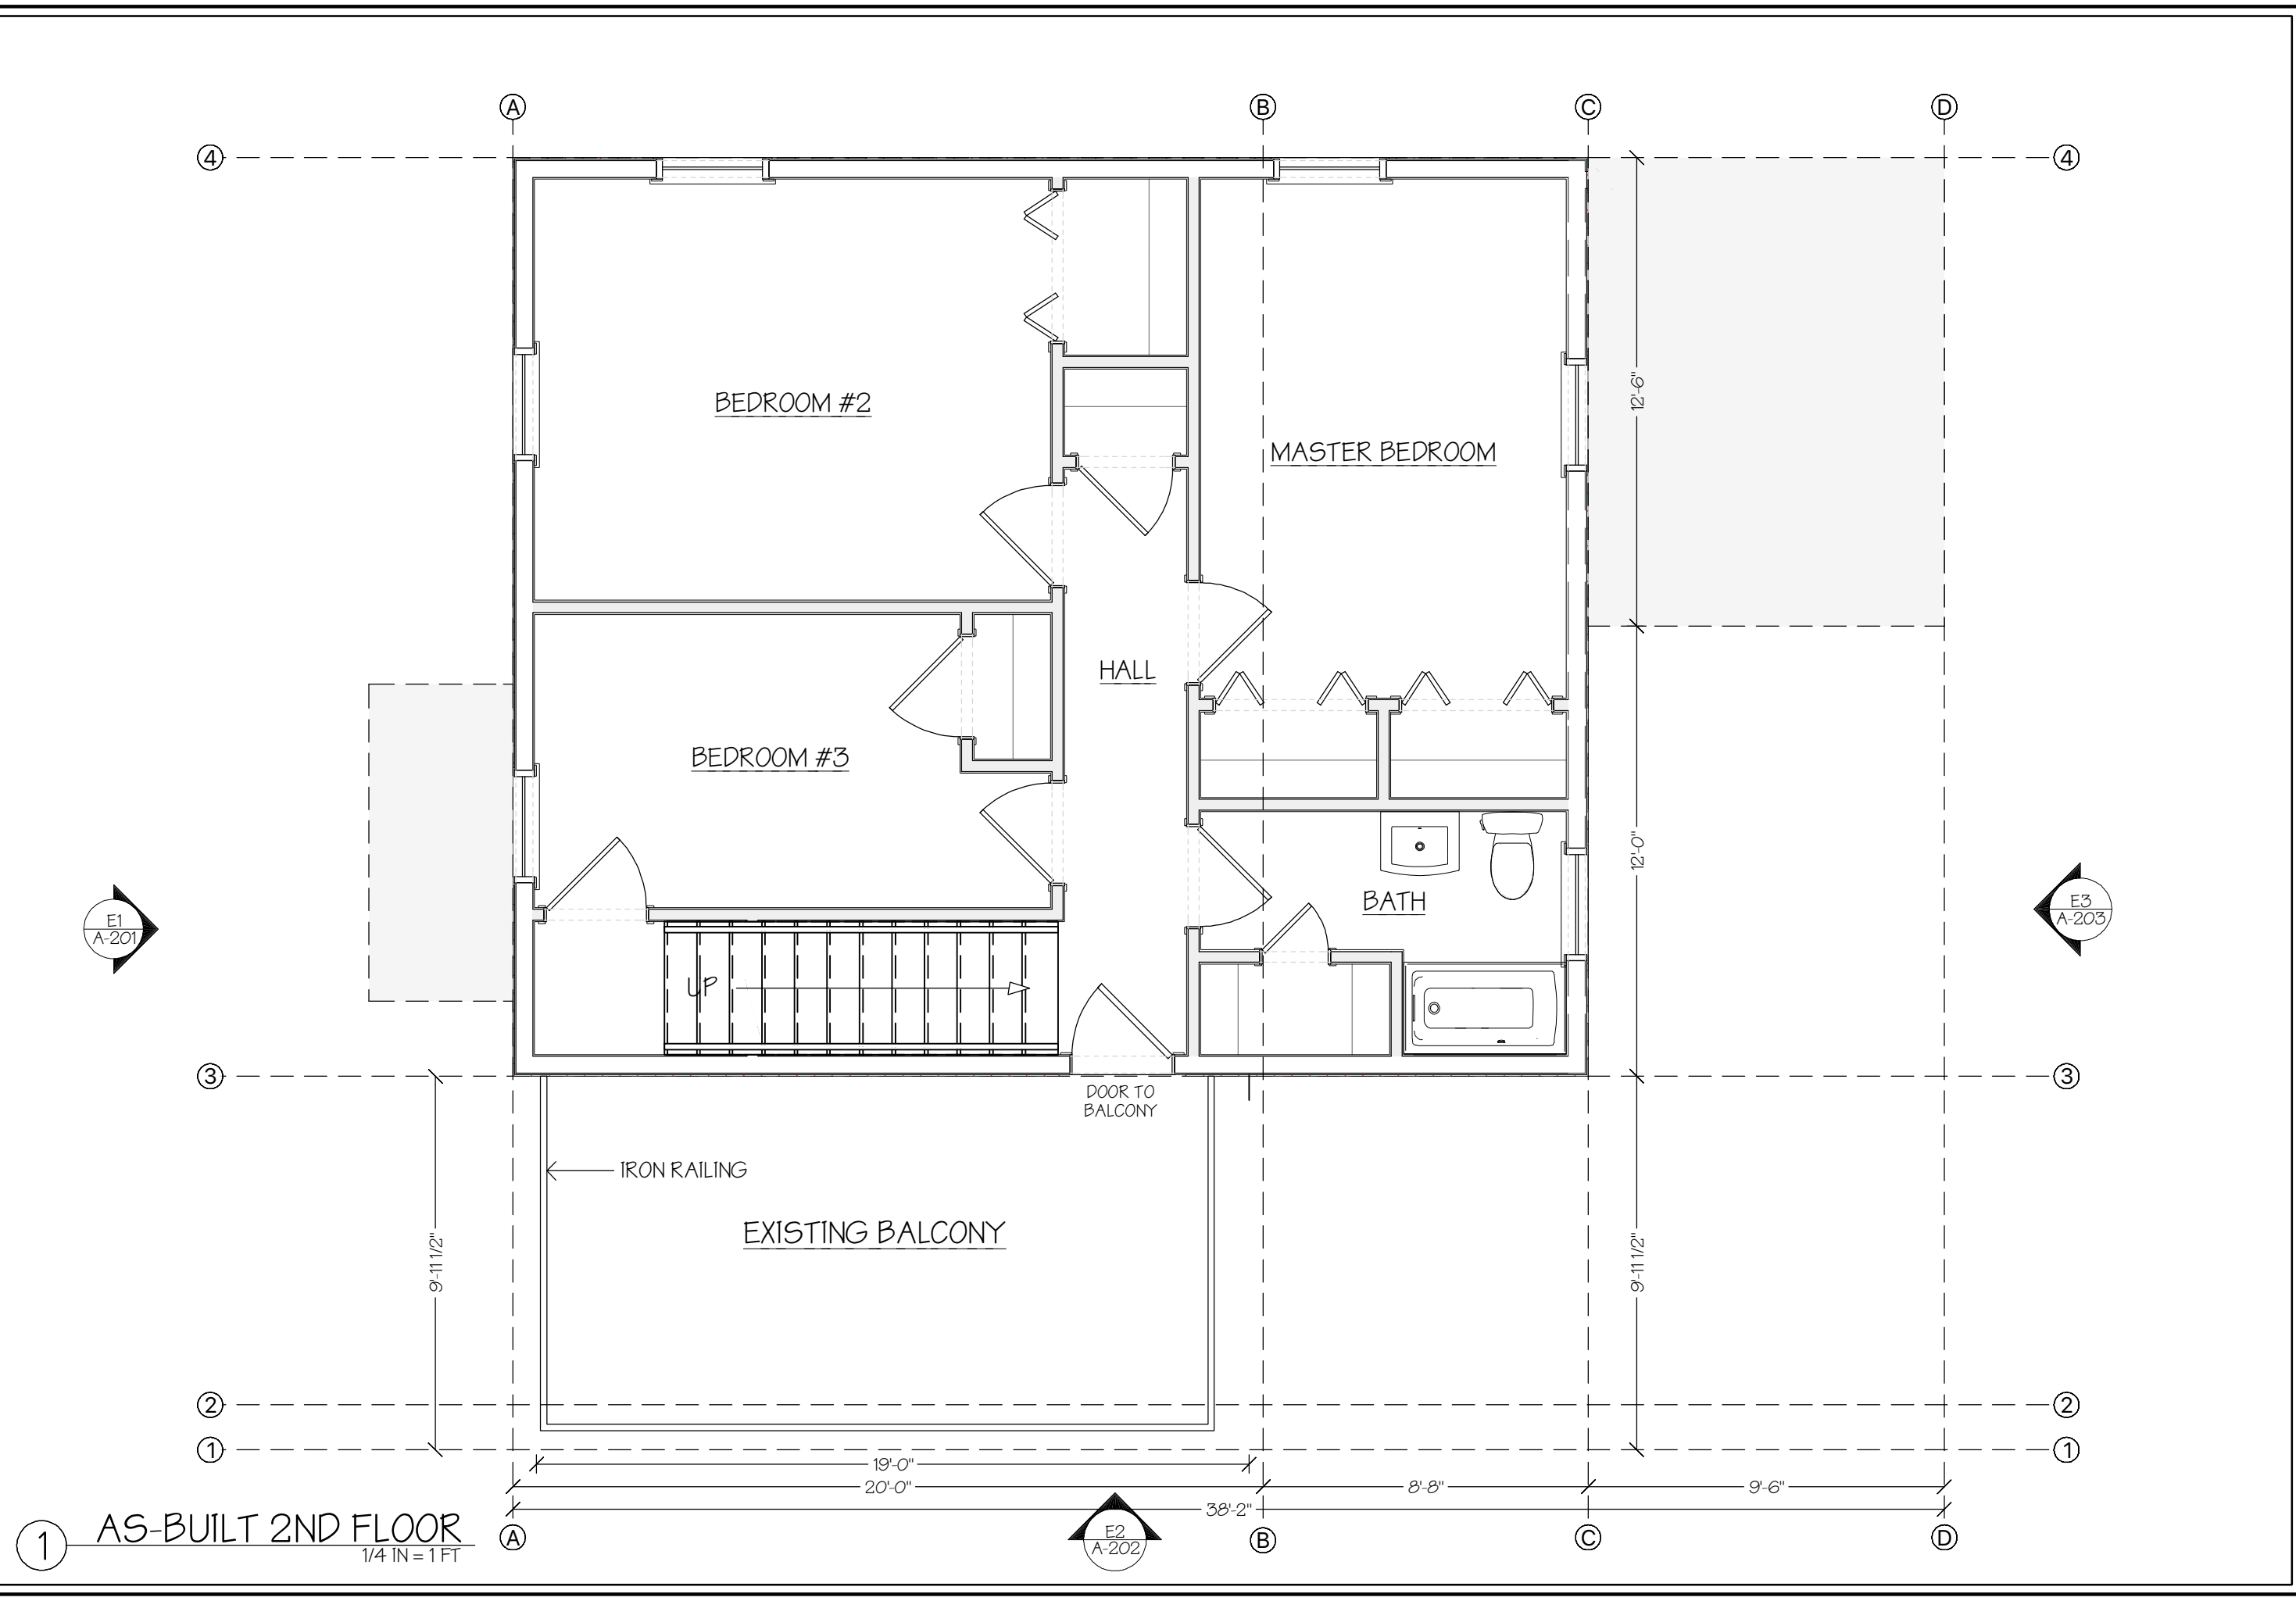 A
B
C
D
4
4
12'-6"
BEDROOM #2
MASTER BEDROOM
HALL
BEDROOM #3
12'-0"
BATH
E1
A-201
E3
A-203
UP
3
3
DOOR TO
BALCONY
IRON RAILING
EXISTING BALCONY
9'-11 1/2"
9'-11 1/2"
2
2
1
1
19'-0"
20'-0"
8'-8"
9'-6"
38'-2"
1
AS-BUILT 2ND FLOOR
1/4 IN = 1 FT
A
E2
A-202
B
C
D